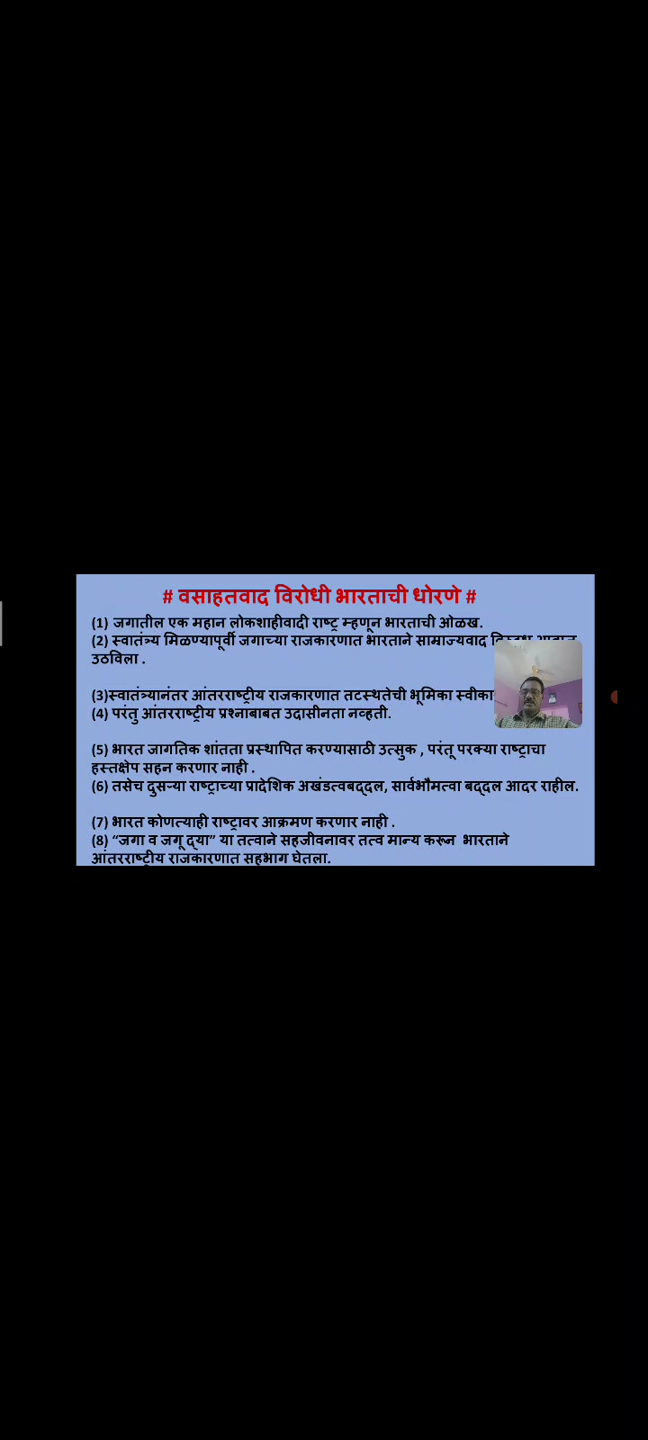 # वसाहतवाद विरोधी भारताची धोरणे #
(1) जगातील एक महान लोकशाहीवादी राष्ट्र म्हणून भारताची ओळख.
(2) स्वातंत्र्य मिळण्यापूर्वी जगाच्या राजकारणात भारताने साम्राज्यवाद
उठविला .
(3)स्वातंत्र्यानंतर आंतरराष्ट्रीय राजकारणात तटस्थतेची भूमिका
(4) परंतु आंतरराष्ट्रीय प्रश्नाबाबत उदासीनता नव्हती.
(5) भारत जागतिक शांतता प्रस्थापित करण्यासाठी उत्सुक , परंतू परक्या राष्ट्राचा
हस्तक्षेप सहन करणार नाही .
(6) तसेच दुसऱ्या राष्ट्राच्या प्रादेशिक अखंडत्वबद्दल, सार्वभौमत्वा बद्दल आदर राहील.
(7) भारत कोणत्याही राष्ट्रावर आक्रमण करणार नाही .
(8) “जगा व जगू द्या” या तत्वाने सहजीवनावर तत्व मान्य करून भारताने
आंतरराष्ट्रीय राजकारणात सहभाग घेतला.